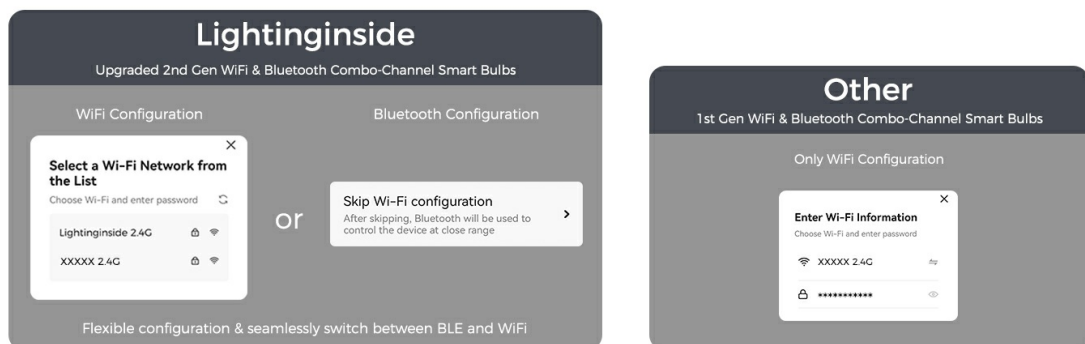 Lightinginside
Upgraded 2nd Gen WiFi & Bluetooth Combo-Channel Smart Bulbs
WiFi Configuration
Select a Wi-Fi Network from
the List
Choose Wi-Fi and enter password
Lightinginside 2.4G
XXXXX 2.4G
or
Bluetooth Configuration
Skip Wi-Fi configuration
After skipping, Bluetooth will be used to
control the device at close range
Flexible configuration & seamlessly switch between BLE and WiFi
Other
1st Gen WiFi & Bluetooth Combo-Channel Smart Bulbs
Only WiFi Configuration
Enter Wi-Fi Information
Choose Wi-Fi and enter password
XXXXX 2.4G
***********